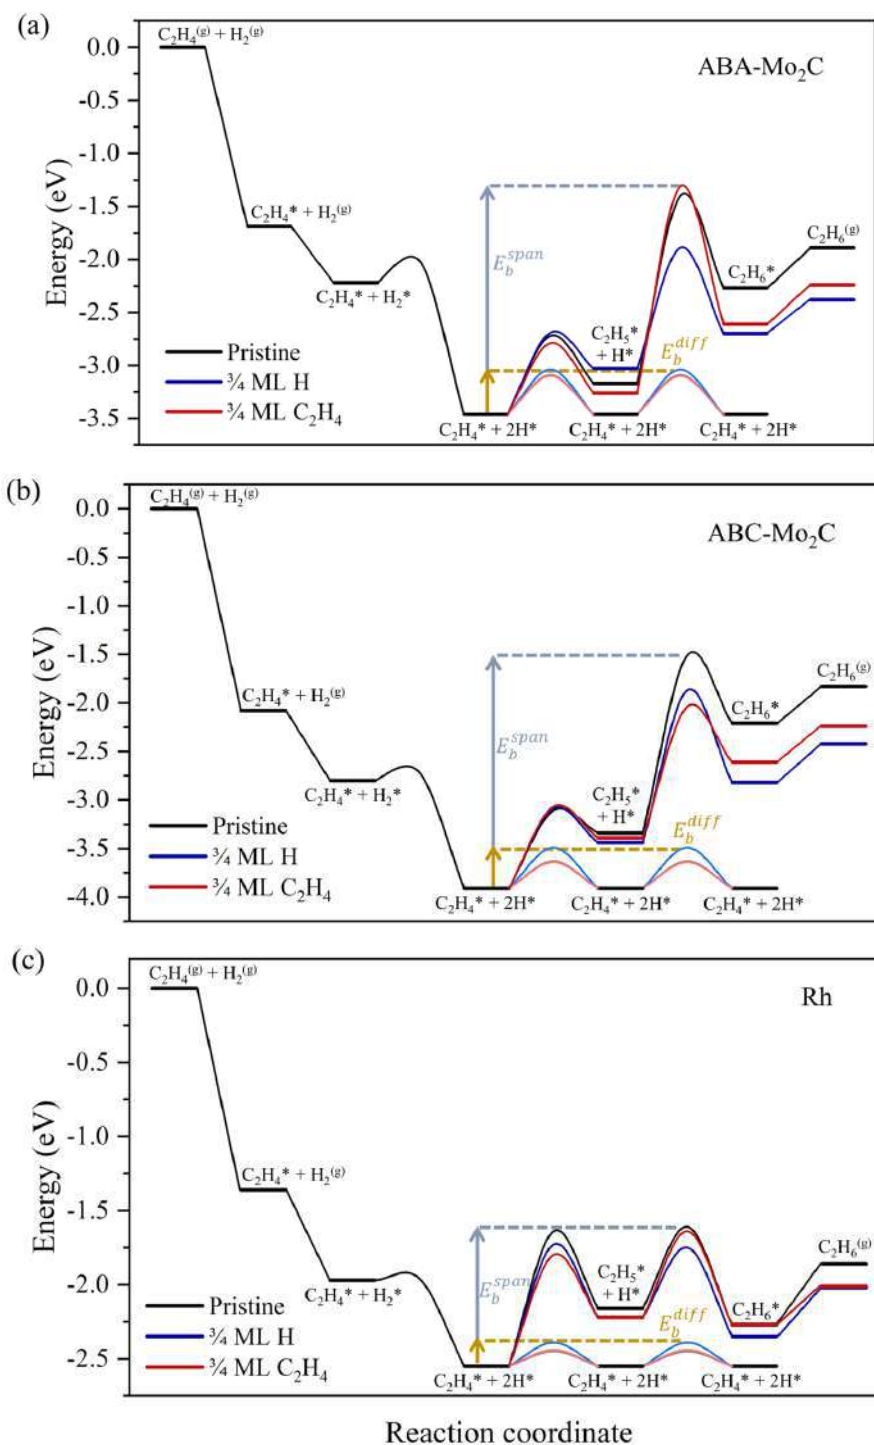 (a)
C₂H₄⁽ᵍ⁾ + H₂⁽ᵍ⁾
ABA-Mo₂C
0.0
-0.5
-1.0
-1.5
-2.0
-2.5
-3.0
-3.5
Energy (eV)
C₂H₄* + H₂⁽ᵍ⁾
C₂H₄* + H₂*
E_b^span
C₂H₅*
+ H*
E_b^diff
C₂H₆*
C₂H₆⁽ᵍ⁾
Pristine
¾ ML H
¾ ML C₂H₄
C₂H₄* + 2H* C₂H₄* + 2H* C₂H₄* + 2H*
(b)
C₂H₄⁽ᵍ⁾ + H₂⁽ᵍ⁾
ABC-Mo₂C
0.0
-0.5
-1.0
-1.5
-2.0
-2.5
-3.0
-3.5
-4.0
Energy (eV)
C₂H₄* + H₂⁽ᵍ⁾
C₂H₄* + H₂*
E_b^span
C₂H₅*
+ H*
E_b^diff
C₂H₆*
C₂H₆⁽ᵍ⁾
Pristine
¾ ML H
¾ ML C₂H₄
C₂H₄* + 2H* C₂H₄* + 2H* C₂H₄* + 2H*
(c)
C₂H₄⁽ᵍ⁾ + H₂⁽ᵍ⁾
Rh
0.0
-0.5
-1.0
-1.5
-2.0
-2.5
Energy (eV)
C₂H₄* + H₂⁽ᵍ⁾
C₂H₄* + H₂*
E_b^span
C₂H₅*
+ H*
E_b^diff
C₂H₆*
C₂H₆⁽ᵍ⁾
Pristine
¾ ML H
¾ ML C₂H₄
C₂H₄* + 2H* C₂H₄* + 2H* C₂H₄* + 2H*
Reaction coordinate